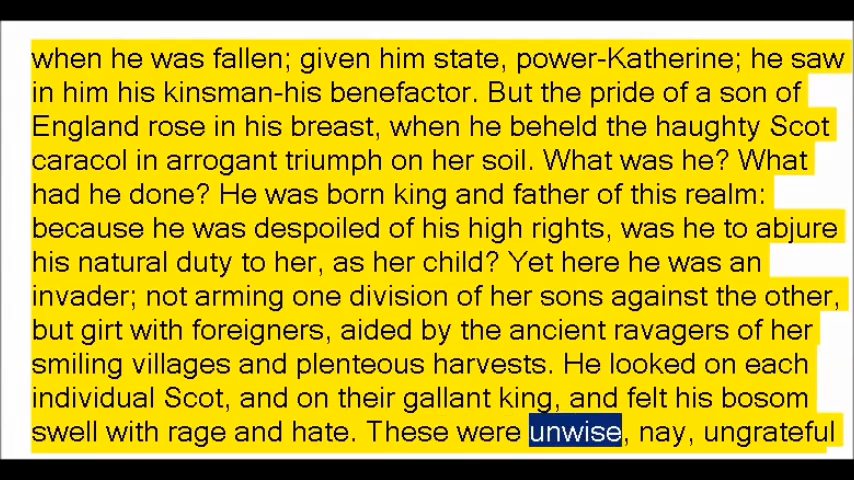 when he was fallen; given him state, power-Katherine; he saw
in him his kinsman-his benefactor. But the pride of a son of
England rose in his breast, when he beheld the haughty Scot
caracol in arrogant triumph on her soil. What was he? What
had he done? He was born king and father of this realm:
because he was despoiled of his high rights, was he to abjure
his natural duty to her, as her child? Yet here he was an
invader; not arming one division of her sons against the other,
but girt with foreigners, aided by the ancient ravagers of her
smiling villages and plenteous harvests. He looked on each
individual Scot, and on their gallant king, and felt his bosom
swell with rage and hate. These were unwise, nay, ungrateful